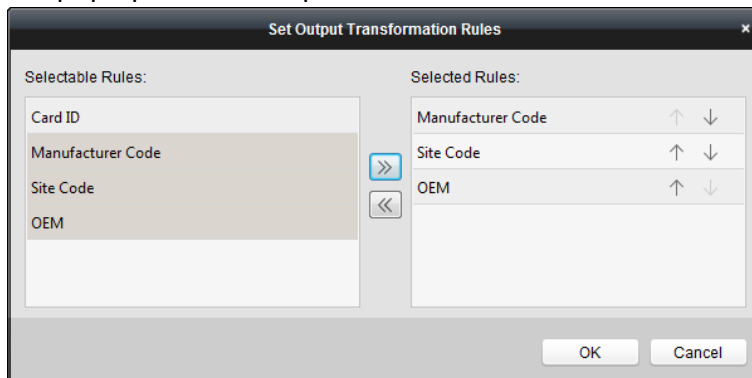 Set Output Transformation Rules
Selectable Rules:
Card ID
Manufacturer Code
Site Code
OEM
Selected Rules:
Manufacturer Code
Site Code
OEM
OK
Cancel